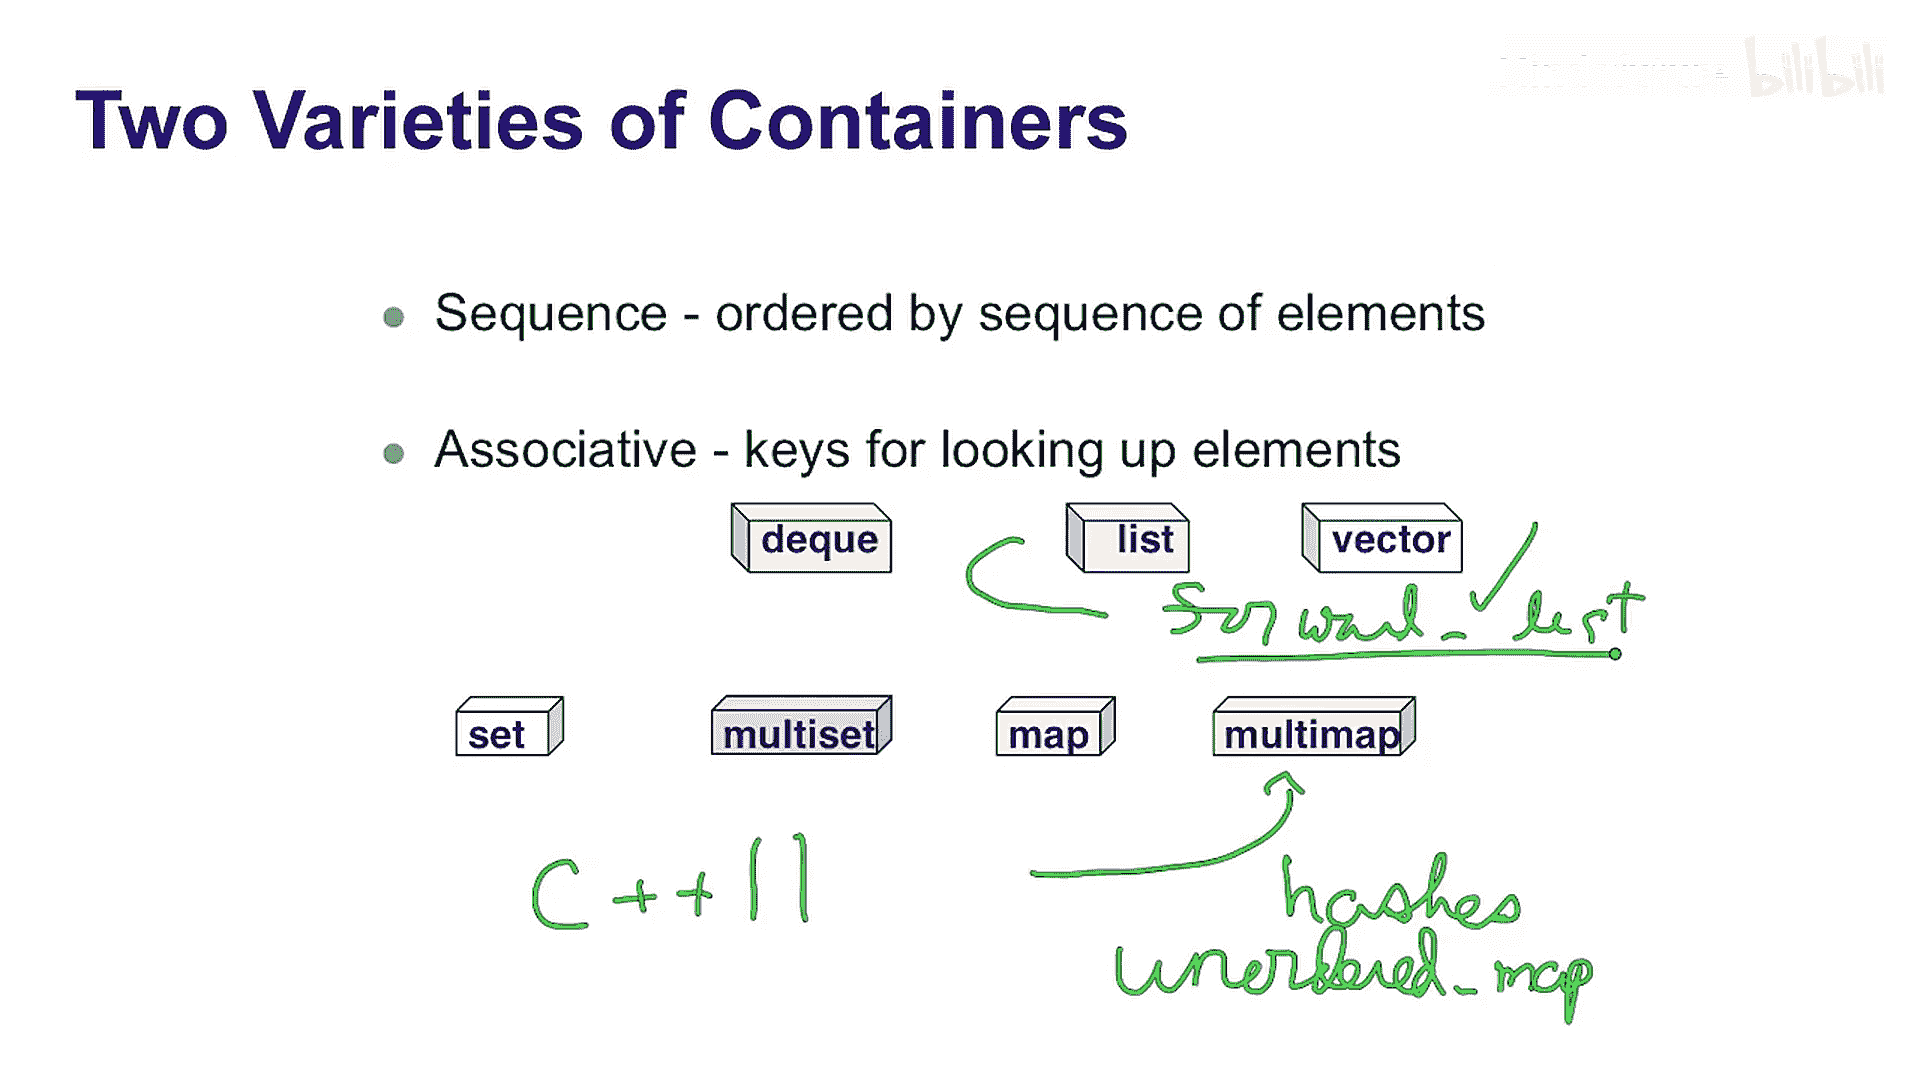 bilibili
Two Varieties of Containers
Sequence - ordered by sequence of elements
Associative - keys for looking up elements
deque list vector
forward_list
set multiset map multimap
C++11
hashes
unordered_map